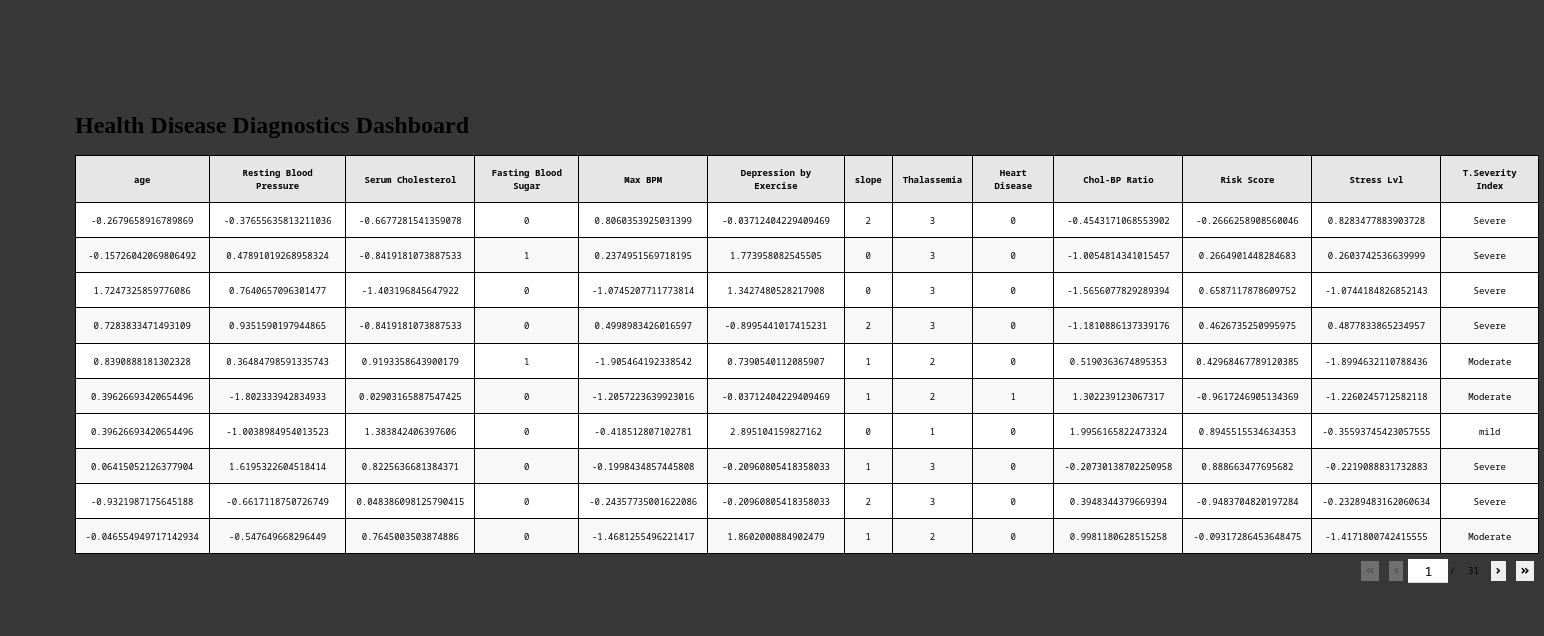 Health Disease Diagnostics Dashboard
age Resting Blood Pressure Serum Cholesterol Fasting Blood Sugar Max BPM Depression by Exercise slope Thalassemia Heart Disease Chol-BP Ratio Risk Score Stress Lvl T.Severity Index
-0.2679658916789869 -0.37655635813211036 -0.6677281541359078 0 0.8060353925031399 -0.03712404229409469 2 3 0 -0.4543171068553902 -0.2666258908560046 0.8283477883903728 Severe
-0.15726042069806492 0.47891019268958324 -0.8419181073887533 1 0.2374951569718195 1.773958082545505 0 3 0 -1.0054814341015457 0.2664901448284683 0.2603742536639999 Severe
1.7247325859776086 0.7640657096301477 -1.403196845647922 0 -1.0745207711773814 1.3427480528217908 0 3 0 -1.5656077829289394 0.6587117878609752 -1.0744184826852143 Severe
0.7283833471493109 0.9351590197944865 -0.8419181073887533 0 0.4998983426016597 -0.8995441017415231 2 3 0 -1.1810886137339176 0.4626735250995975 0.4877833865234957 Severe
0.8390888181302328 0.36484798591335743 0.9193358643900179 1 -1.905464192338542 0.7390540112085907 1 2 0 0.5190363674895353 0.42968467789120385 -1.8994632110788436 Moderate
0.39626693420654496 -1.802333942834933 0.02903165887547425 0 -1.2057223639923016 -0.03712404229409469 1 2 1 1.302239123067317 -0.9617246905134369 -1.2260245712582118 Moderate
0.39626693420654496 -1.0038984954013523 1.383842406397606 0 -0.418512807102781 2.895104159827162 0 1 0 1.9956165822473324 0.8945515534634353 -0.35593745423057555 mild
0.06415052126377904 1.6195322604518414 0.8225636681384371 0 -0.1998434857445808 -0.20960805418358033 1 3 0 -0.20730138702250958 0.888663477695682 -0.2219088831732883 Severe
-0.9321987175645188 -0.6617118750726749 0.048386098125790415 0 -0.24357735001622086 -0.20960805418358033 2 3 0 0.3948344379669394 -0.9483704820197284 -0.23289483162060634 Severe
-0.046554949717142934 -0.547649668296449 0.7645003503874886 0 -1.4681255496221417 1.8602000884902479 1 2 0 0.9981180628515258 -0.09317286453648475 -1.4171800742415555 Moderate
« ‹ 1 / 31 › »